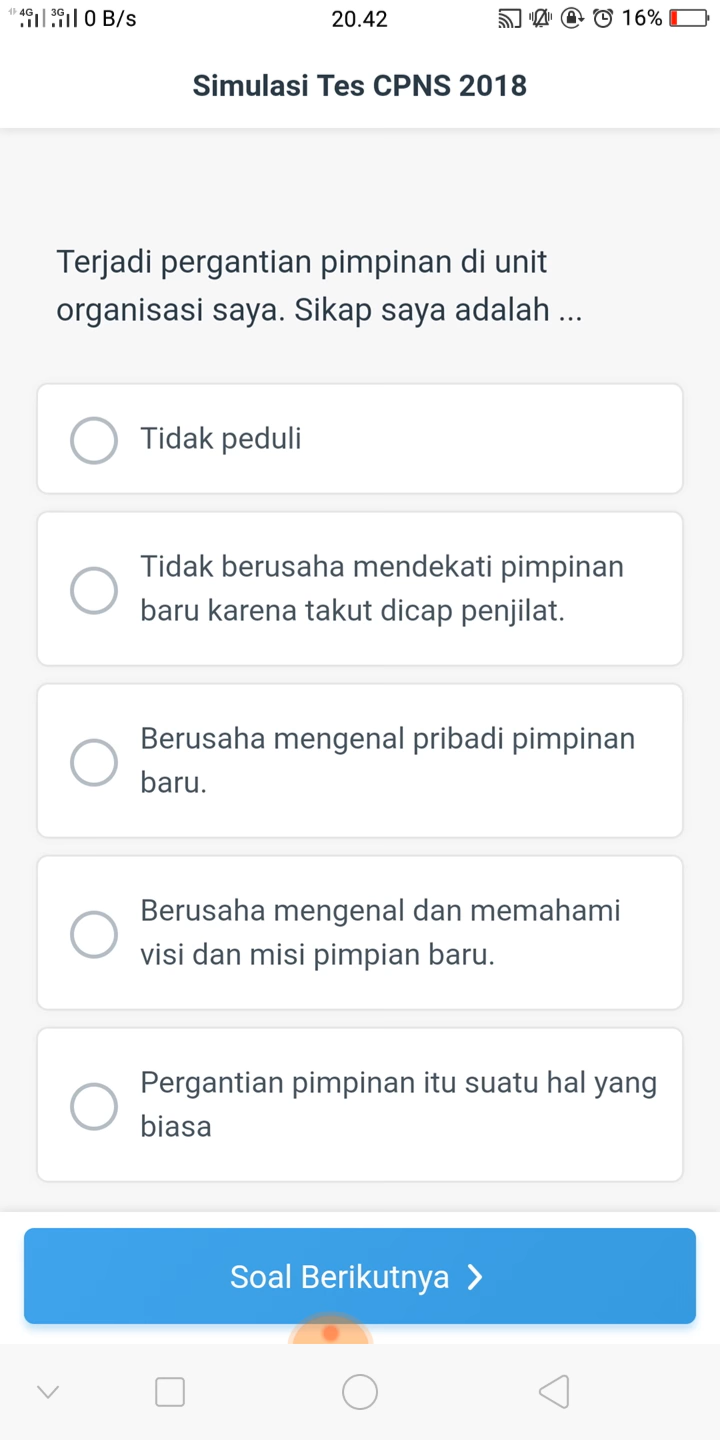 4G 3G 0 B/s 20.42 16%
Simulasi Tes CPNS 2018
Terjadi pergantian pimpinan di unit
organisasi saya. Sikap saya adalah ...
Tidak peduli
Tidak berusaha mendekati pimpinan
baru karena takut dicap penjilat.
Berusaha mengenal pribadi pimpinan
baru.
Berusaha mengenal dan memahami
visi dan misi pimpian baru.
Pergantian pimpinan itu suatu hal yang
biasa
Soal Berikutnya